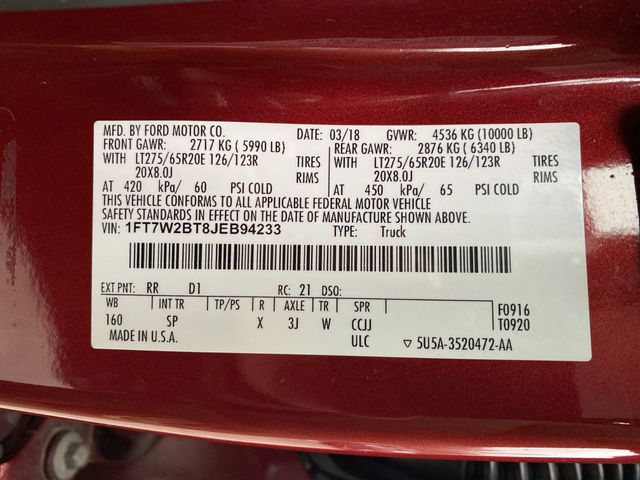 MFD. BY FORD MOTOR CO. DATE: 03/18 GVWR: 4536 KG (10000 LB)
FRONT GAWR: 2717 KG (5990 LB) REAR GAWR: 2876 KG (6340 LB)
WITH LT275/65R20E 126/123R TIRES WITH LT275/65R20E 126/123R TIRES
20X8.0J RIMS 20X8.0J RIMS
AT 420 kPa/ 60 PSI COLD AT 450 kPa/ 65 PSI COLD
THIS VEHICLE CONFORMS TO ALL APPLICABLE FEDERAL MOTOR VEHICLE
SAFETY STANDARDS IN EFFECT ON THE DATE OF MANUFACTURE SHOWN ABOVE.
VIN: 1FT7W2BT8JEB94233 TYPE: Truck
EXT PNT: RR D1 RC: 21 DSO:
WB INT TR TP/PS R AXLE TR SPR F0916
160 SP X 3J W CCJJ T0920
MADE IN U.S.A. ULC ▽ 5U5A-3520472-AA